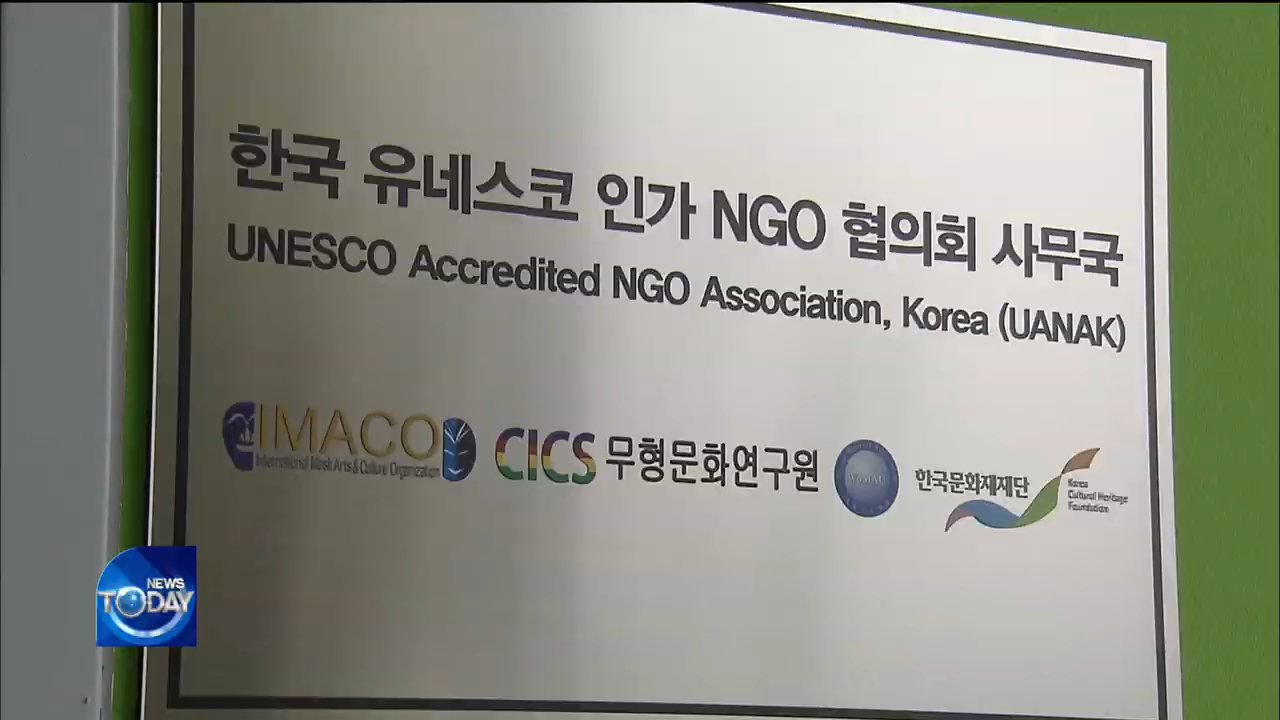 한국 유네스코 인가 NGO 협의회 사무국
UNESCO Accredited NGO Association, Korea (UANAK)
IMACO
International Mask Arts & Culture Organization
CICS 무형문화연구원
한국문화재재단
Korea
Cultural Heritage
Foundation
NEWS
TODAY